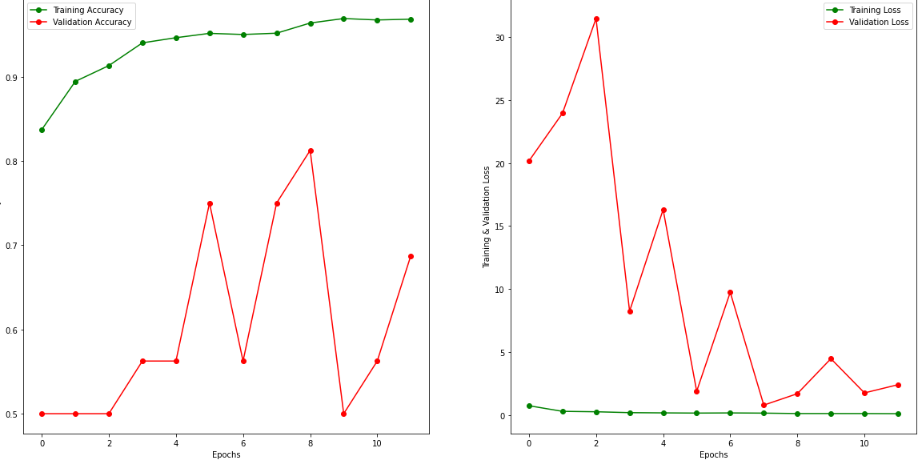 Training Accuracy
Validation Accuracy
0.9
0.8
0.7
0.6
0.5
0 2 4 6 8 10
Epochs
Training Loss
Validation Loss
Training & Validation Loss
30
25
20
15
10
5
0
0 2 4 6 8 10
Epochs